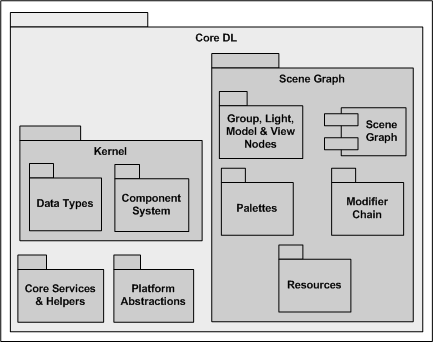 Core DL
Scene Graph
Group, Light,
Model & View
Nodes
Scene
Graph
Kernel
Data Types
Component
System
Palettes
Modifier
Chain
Core Services
& Helpers
Platform
Abstractions
Resources